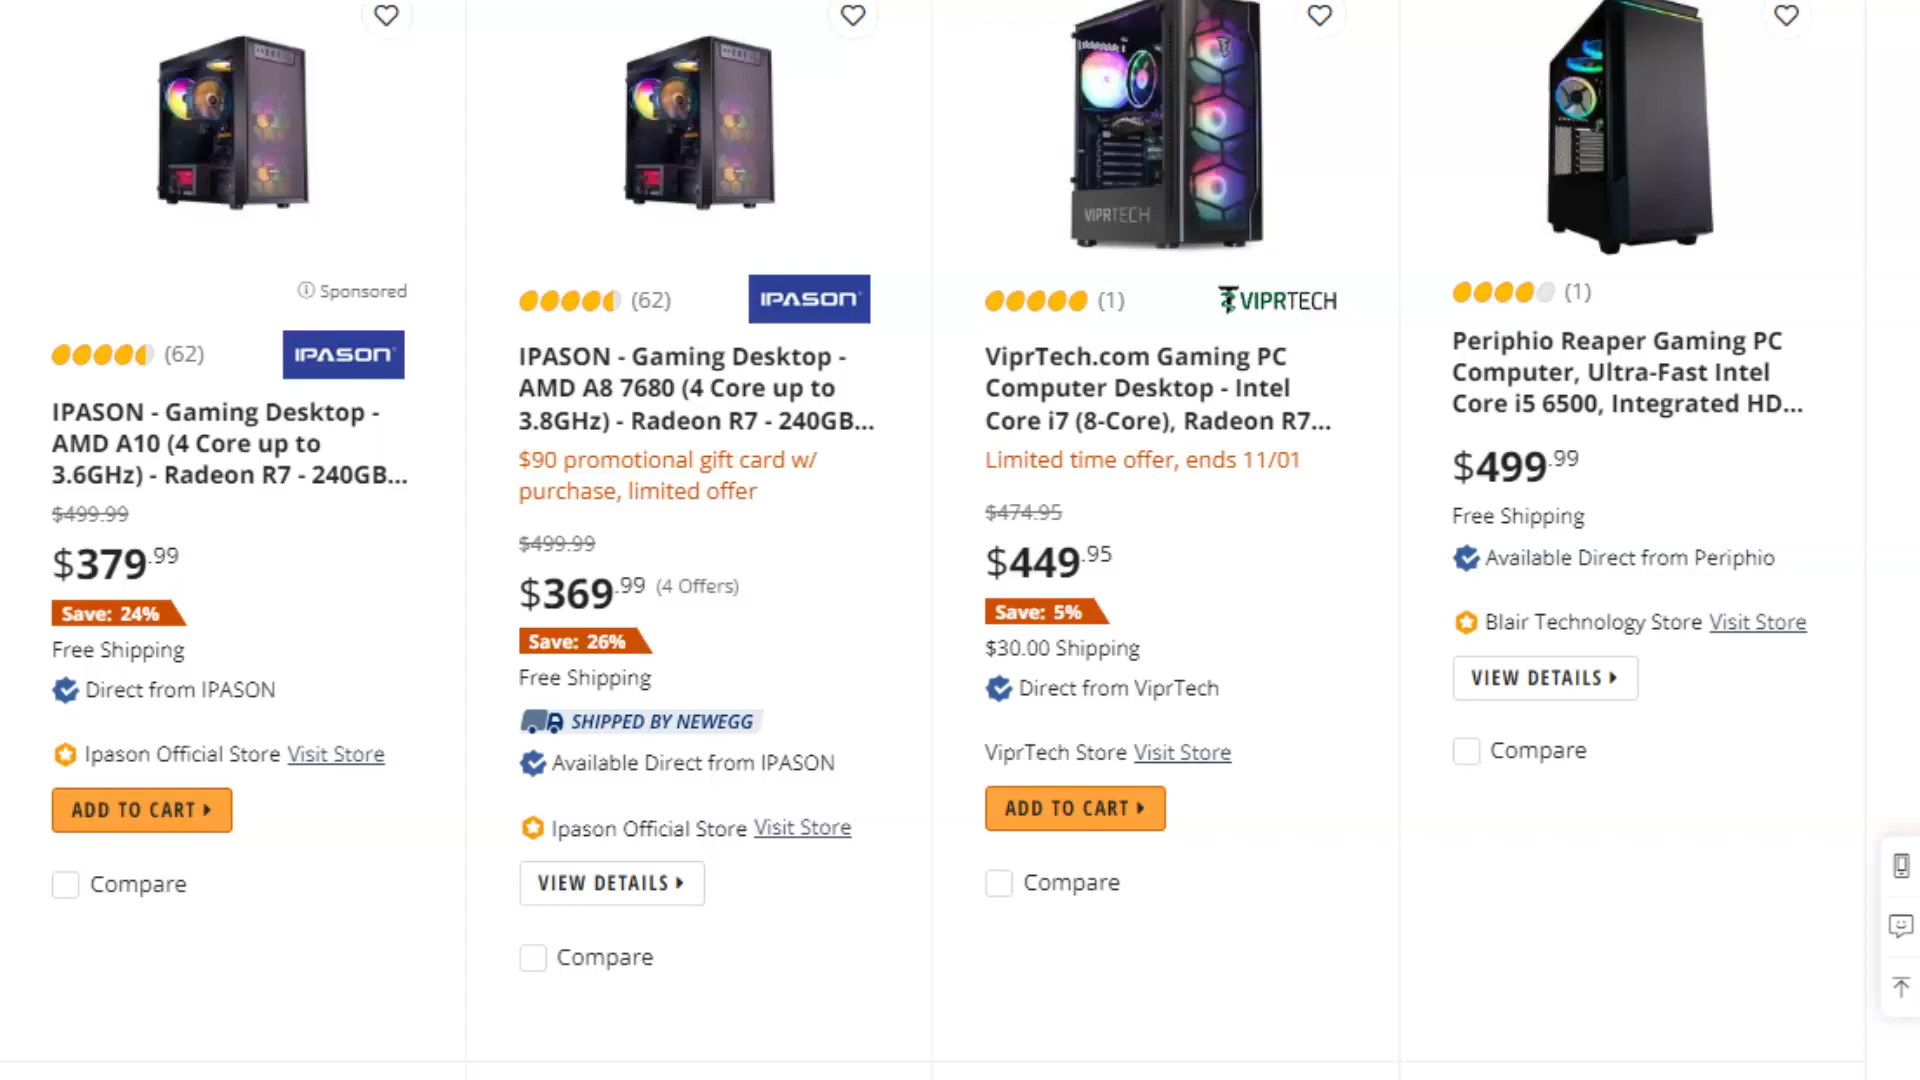 Sponsored
(62)
IPASON
IPASON - Gaming Desktop -
AMD A10 (4 Core up to
3.6GHz) - Radeon R7 - 240GB...
$499.99
$379.99
Save: 24%
Free Shipping
Direct from IPASON
Ipason Official Store Visit Store
ADD TO CART
Compare
(62)
IPASON
IPASON - Gaming Desktop -
AMD A8 7680 (4 Core up to
3.8GHz) - Radeon R7 - 240GB...
$90 promotional gift card w/
purchase, limited offer
$499.99
$369.99 (4 Offers)
Save: 26%
Free Shipping
SHIPPED BY NEWEGG
Available Direct from IPASON
Ipason Official Store Visit Store
VIEW DETAILS
Compare
VIPRTECH
(1)
VIPRTECH
ViprTech.com Gaming PC
Computer Desktop - Intel
Core i7 (8-Core), Radeon R7...
Limited time offer, ends 11/01
$474.95
$449.95
Save: 5%
$30.00 Shipping
Direct from ViprTech
ViprTech Store Visit Store
ADD TO CART
Compare
(1)
Periphio Reaper Gaming PC
Computer, Ultra-Fast Intel
Core i5 6500, Integrated HD...
$499.99
Free Shipping
Available Direct from Periphio
Blair Technology Store Visit Store
VIEW DETAILS
Compare